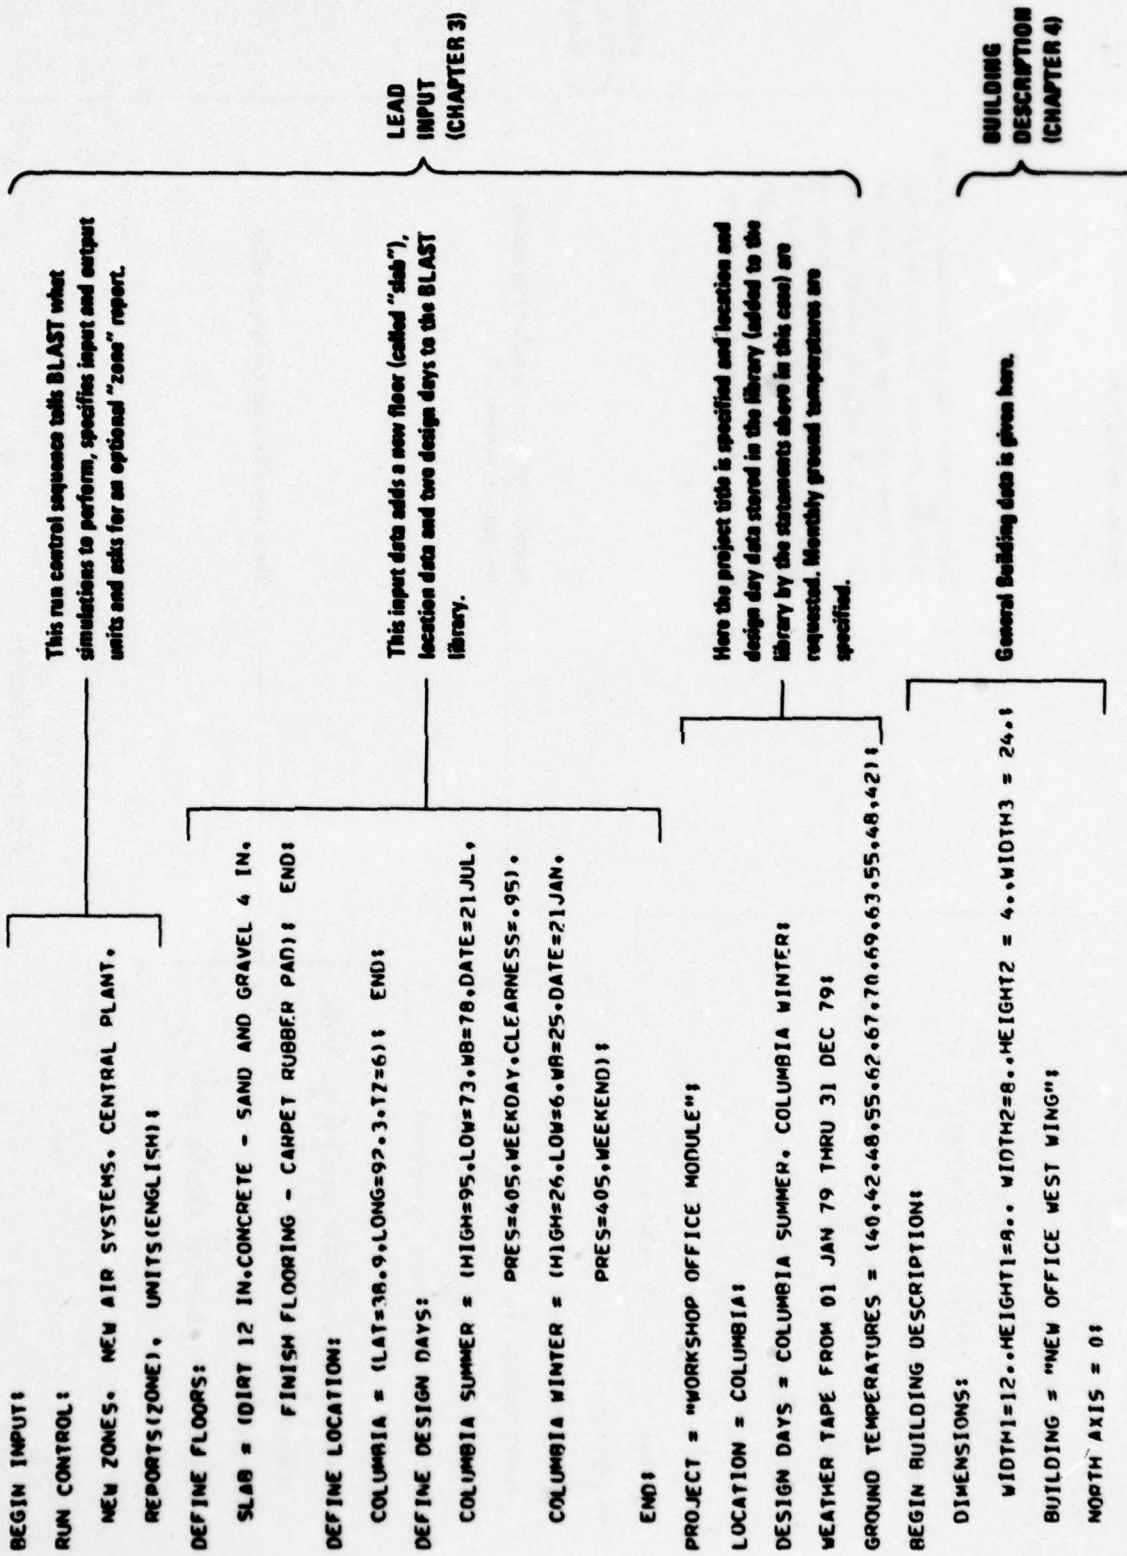 BEGIN INPUT;
RUN CONTROL;
NEW ZONES, NEW AIR SYSTEMS, CENTRAL PLANT,
REPORTS(ZONE), UNITS(ENGLISH);
DEFINE FLOORS;
SLAB = (DIRT 12 IN,CONCRETE - SAND AND GRAVEL 4 IN,
FINISH FLOORING - CARPET RUBBER PAD); END;
DEFINE LOCATION;
COLUMBIA = (LAT=38.9,LONG=92.3,TZ=6); END;
DEFINE DESIGN DAYS;
COLUMBIA SUMMER = (HIGH=95,LOW=73,WB=78,DATE=21JUL,
PRES=405,WEEKDAY,CLEARNESS=.95),
COLUMBIA WINTER = (HIGH=26,LOW=6,WB=25,DATE=21JAN,
PRES=405,WEEKEND);
END;
PROJECT = "WORKSHOP OFFICE MODULE";
LOCATION = COLUMBIA;
DESIGN DAYS = COLUMBIA SUMMER, COLUMBIA WINTER;
WEATHER TAPE FROM 01 JAN 79 THRU 31 DEC 79;
GROUND TEMPERATURES = (40,42,48,55,62,67,70,69,63,55,48,42);
BEGIN BUILDING DESCRIPTION;
DIMENSIONS;
WIDTH1=12.,HEIGHT1=8., WIDTH2=8.,HEIGHT2 = 4.,WIDTH3 = 24.;
BUILDING = "NEW OFFICE WEST WING";
NORTH AXIS = 0;
This run control sequence tells BLAST what
simulations to perform, specifies input and output
units and asks for an optional "zone" report.
This input data adds a new floor (called "slab"),
location data and two design days to the BLAST
library.
Here the project title is specified and location and
design day data stored in the library (added to the
library by the statements above in this case) are
requested. Monthly ground temperatures are
specified.
General Building data is given here.
LEAD
INPUT
(CHAPTER 3)
BUILDING
DESCRIPTION
(CHAPTER 4)